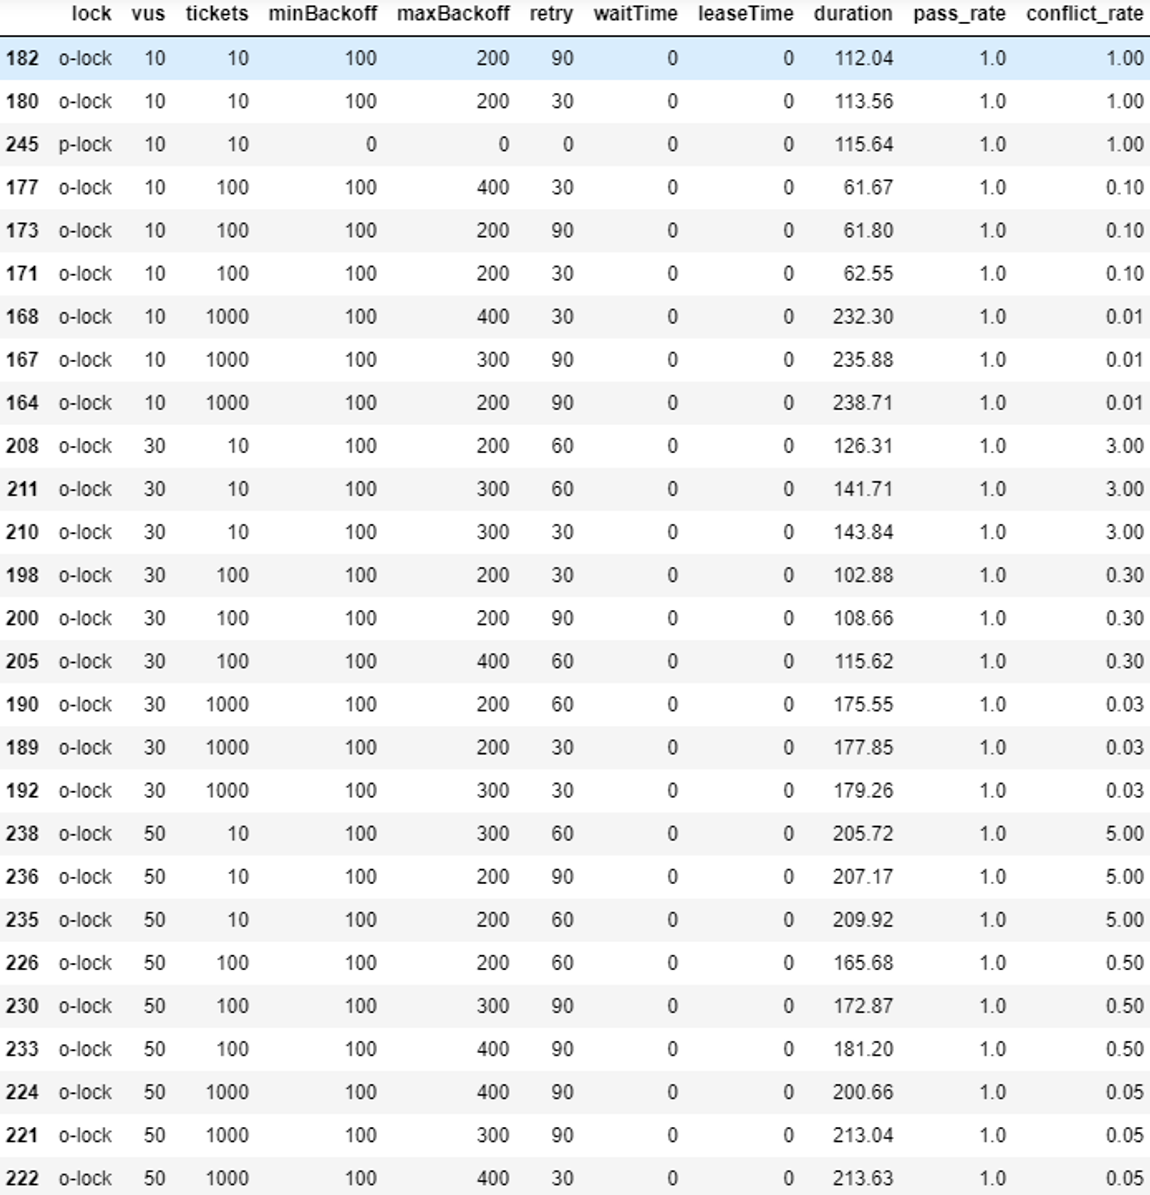 lock vus tickets minBackoff maxBackoff retry waitTime leaseTime duration pass_rate conflict_rate
182 o-lock 10 10 100 200 90 0 0 112.04 1.0 1.00
180 o-lock 10 10 100 200 30 0 0 113.56 1.0 1.00
245 p-lock 10 10 0 0 0 0 0 115.64 1.0 1.00
177 o-lock 10 100 100 400 30 0 0 61.67 1.0 0.10
173 o-lock 10 100 100 200 90 0 0 61.80 1.0 0.10
171 o-lock 10 100 100 200 30 0 0 62.55 1.0 0.10
168 o-lock 10 1000 100 400 30 0 0 232.30 1.0 0.01
167 o-lock 10 1000 100 300 90 0 0 235.88 1.0 0.01
164 o-lock 10 1000 100 200 90 0 0 238.71 1.0 0.01
208 o-lock 30 10 100 200 60 0 0 126.31 1.0 3.00
211 o-lock 30 10 100 300 60 0 0 141.71 1.0 3.00
210 o-lock 30 10 100 300 30 0 0 143.84 1.0 3.00
198 o-lock 30 100 100 200 30 0 0 102.88 1.0 0.30
200 o-lock 30 100 100 200 90 0 0 108.66 1.0 0.30
205 o-lock 30 100 100 400 60 0 0 115.62 1.0 0.30
190 o-lock 30 1000 100 200 60 0 0 175.55 1.0 0.03
189 o-lock 30 1000 100 200 30 0 0 177.85 1.0 0.03
192 o-lock 30 1000 100 300 30 0 0 179.26 1.0 0.03
238 o-lock 50 10 100 300 60 0 0 205.72 1.0 5.00
236 o-lock 50 10 100 200 90 0 0 207.17 1.0 5.00
235 o-lock 50 10 100 200 60 0 0 209.92 1.0 5.00
226 o-lock 50 100 100 200 60 0 0 165.68 1.0 0.50
230 o-lock 50 100 100 300 90 0 0 172.87 1.0 0.50
233 o-lock 50 100 100 400 90 0 0 181.20 1.0 0.50
224 o-lock 50 1000 100 400 90 0 0 200.66 1.0 0.05
221 o-lock 50 1000 100 300 90 0 0 213.04 1.0 0.05
222 o-lock 50 1000 100 400 30 0 0 213.63 1.0 0.05